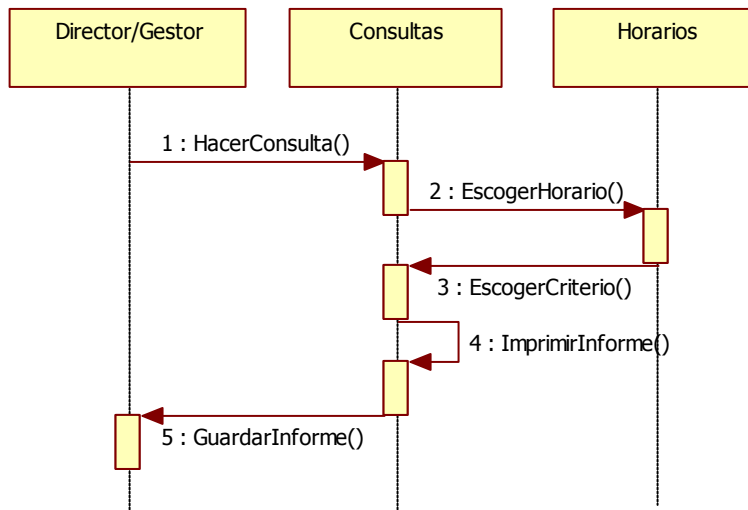 Director/Gestor
Consultas
Horarios
1 : HacerConsulta()
2 : EscogerHorario()
3 : EscogerCriterio()
4 : ImprimirInforme()
5 : GuardarInforme()